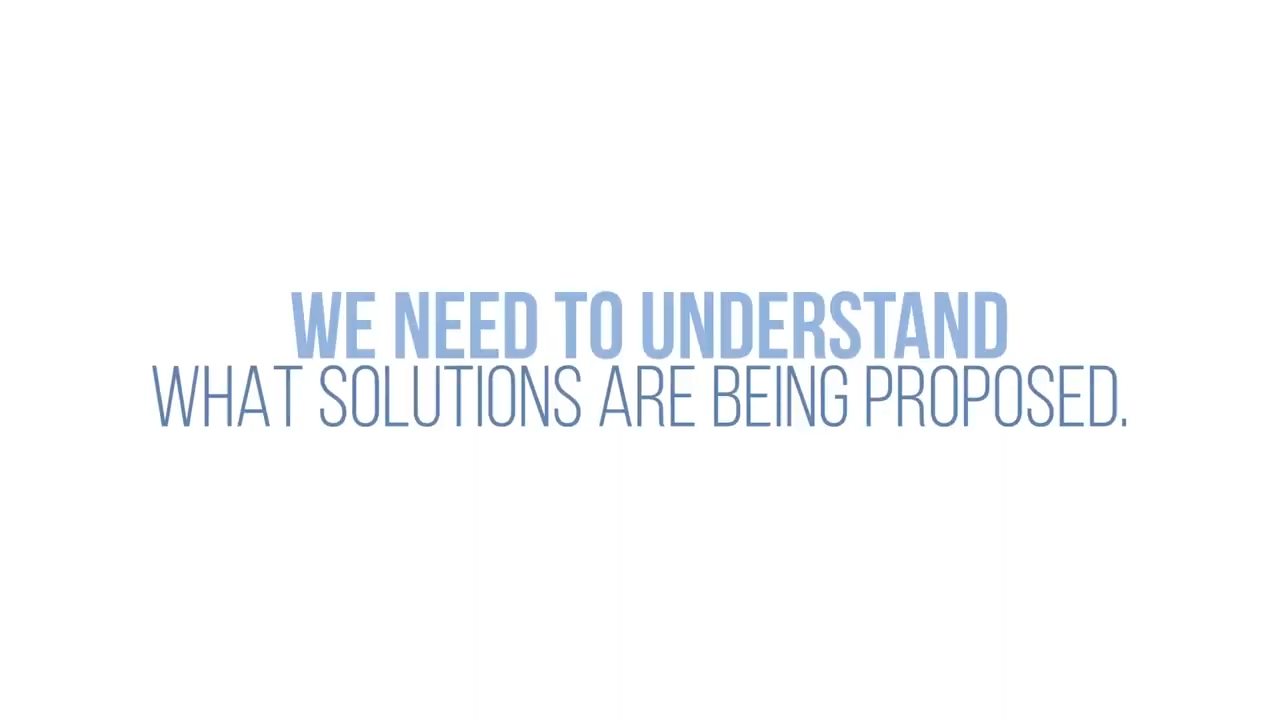 WE NEED TO UNDERSTAND
WHAT SOLUTIONS ARE BEING PROPOSED.